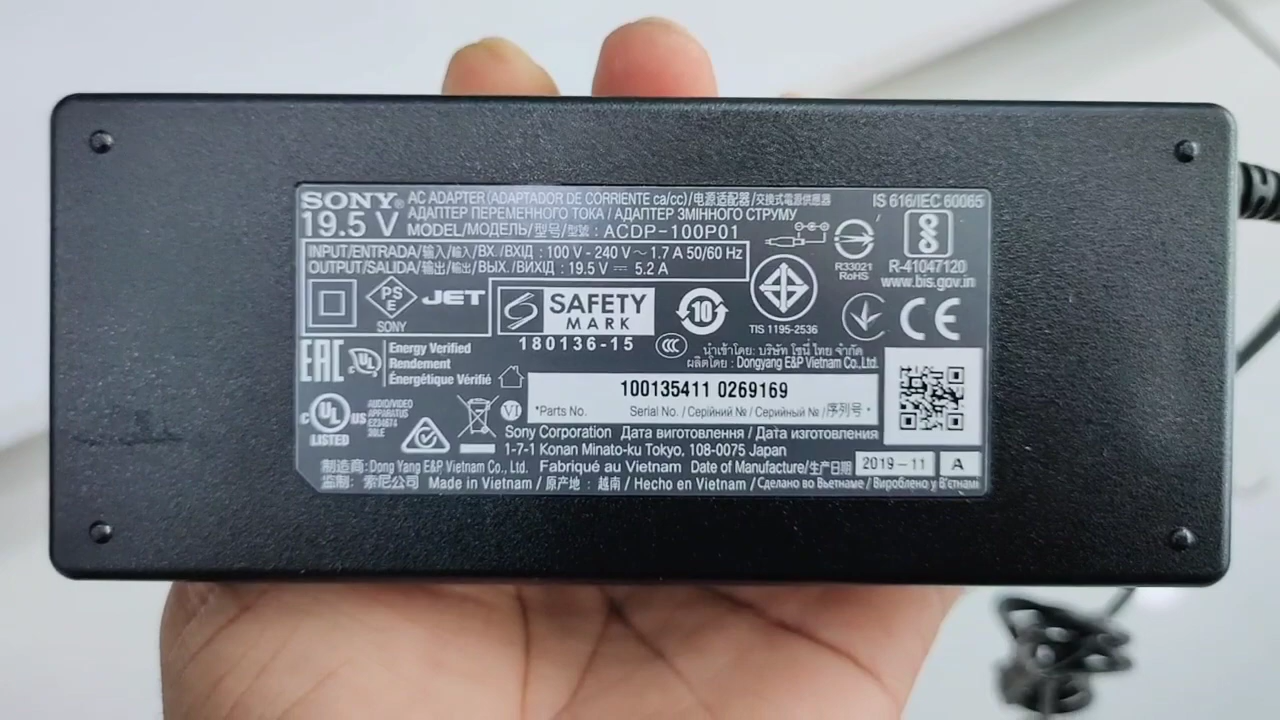 SONY® AC ADAPTER (ADAPTADOR DE CORRIENTE ca/cc)/电源适配器/交換式電源供應器
19.5 V АДАПТЕР ПЕРЕМЕННОГО ТОКА / АДАПТЕР ЗМІННОГО СТРУМУ
MODEL/МОДЕЛЬ/型号/型號: ACDP-100P01
IS 616/IEC 60065
INPUT/ENTRADA/输入/輸入/ВХ./ВХІД : 100 V - 240 V ~ 1.7 A 50/60 Hz
OUTPUT/SALIDA/输出/輸出/ВЫХ. /ВИХІД : 19.5 V ⎓ 5.2 A
R33021
RoHS
R-41047120
www.bis.gov.in
PS
E
SONY
JET
SAFETY
MARK
180136-15
10
CCC
TIS 1195-2536
CE
นำเข้าโดย: บริษัท โซนี่ ไทย จำกัด
ผลิตโดย: Dongyang E&P Vietnam Co., Ltd.
EAC
UL
Energy Verified
Rendement
Énergétique Vérifié
VI
100135411 0269169
*Parts No. Serial No. / Серійний № / Серийный №/序列号 *
c UL US
LISTED
AUDIO/VIDEO
APPARATUS
E234674
30LE
Sony Corporation Дата виготовлення / Дата изготовления
1-7-1 Konan Minato-ku Tokyo, 108-0075 Japan
制造商: Dong Yang E&P Vietnam Co., Ltd. Fabriqué au Vietnam Date of Manufacture/生产日期 2019-11 A
监制: 索尼公司 Made in Vietnam / 原产地 : 越南 / Hecho en Vietnam / Сделано во Вьетнаме / Вироблено у В'єтнамі